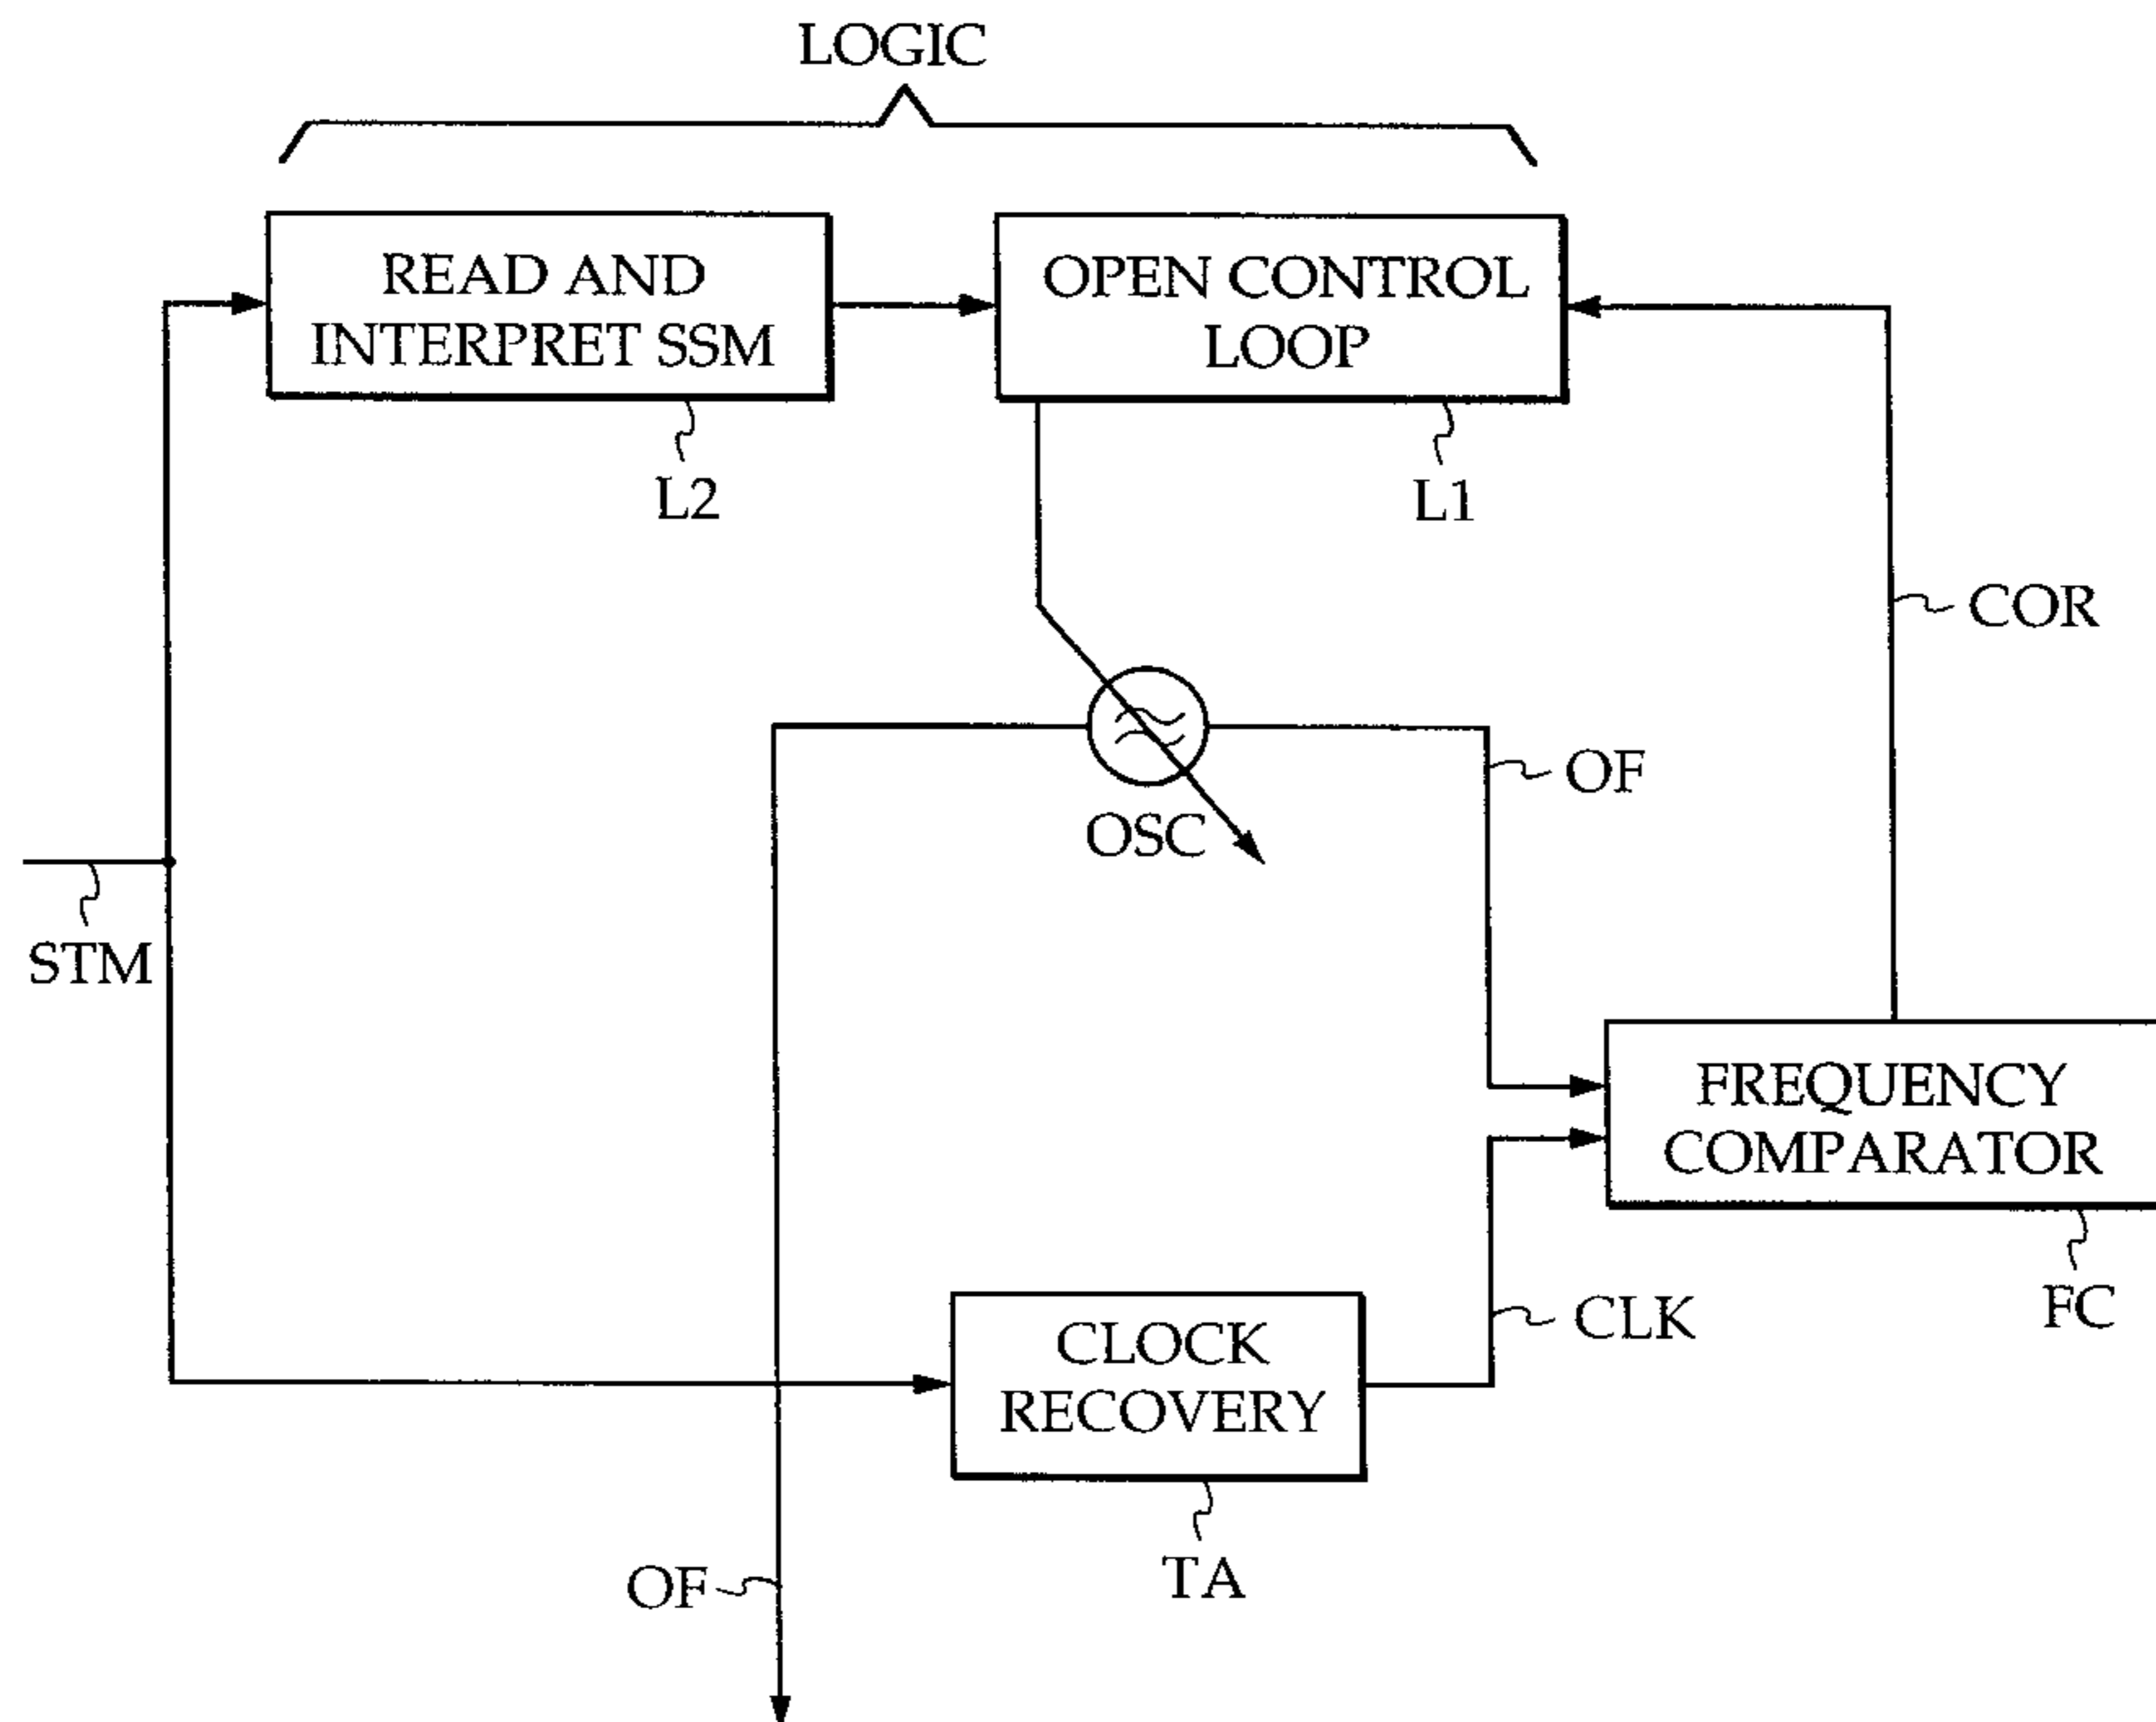 LOGIC
READ AND
INTERPRET SSM
OPEN CONTROL
LOOP
L2
L1
COR
OF
OSC
STM
FREQUENCY
COMPARATOR
CLK
FC
CLOCK
RECOVERY
OF
TA